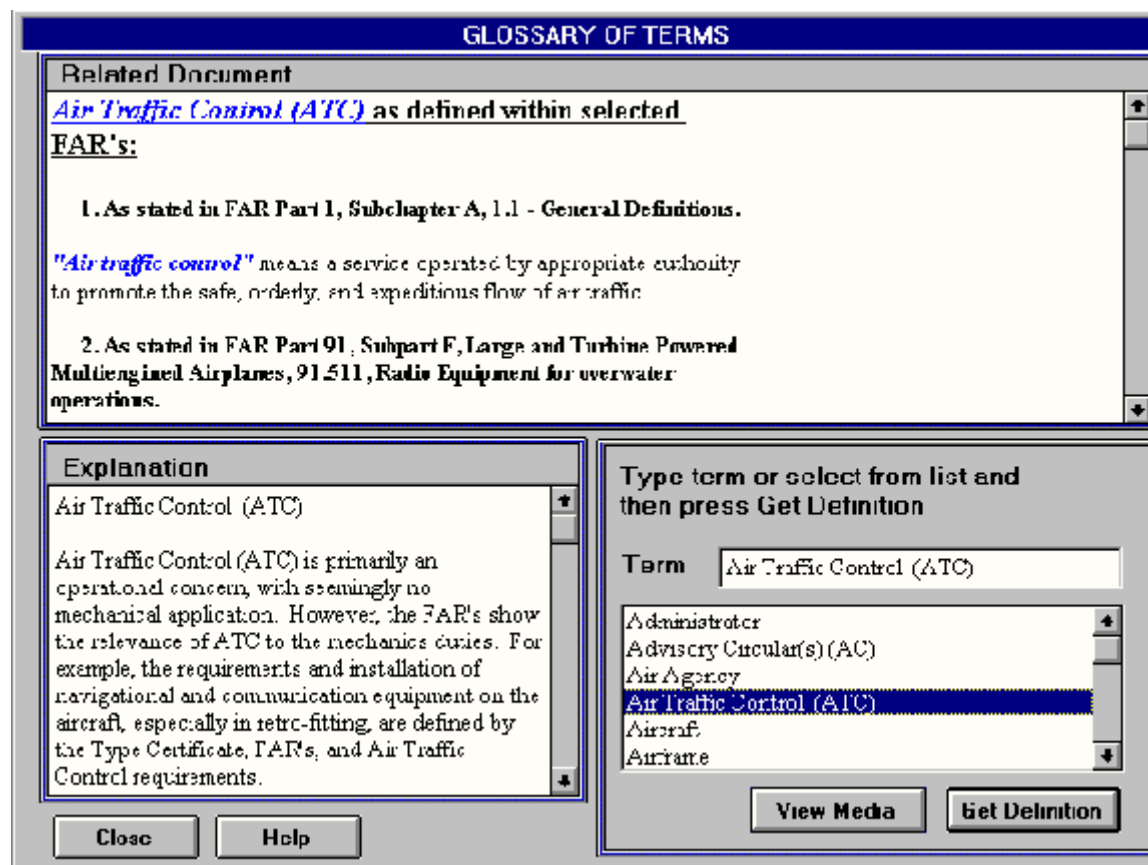 GLOSSARY OF TERMS
Related Document
Air Traffic Control (ATC) as defined within selected
FAR's:
1. As stated in FAR Part 1, Subchapter A, 1.1 - General Definitions.
"Air traffic control" means a service operated by appropriate authority
to promote the safe, orderly, and expeditious flow of air traffic
2. As stated in FAR Part 91, Subpart F, Large and Turbine Powered
Multiengined Airplanes, 91.511, Radio Equipment for overwater
operations.
Explanation
Air Traffic Control (ATC)
Air Traffic Control (ATC) is primarily an
operational concern, with seemingly no
mechanical application. However, the FAR's show
the relevance of ATC to the mechanics duties. For
example, the requirements and installation of
navigational and communication equipment on the
aircraft, especially in retro-fitting, are defined by
the Type Certificate, FAR's, and Air Traffic
Control requirements.
Close
Help
Type term or select from list and
then press Get Definition
Term Air Traffic Control (ATC)
Administrator
Advisory Circular(s) (AC)
Air Agency
Air Traffic Control (ATC)
Aircraft
Airframe
View Media
Get Definition